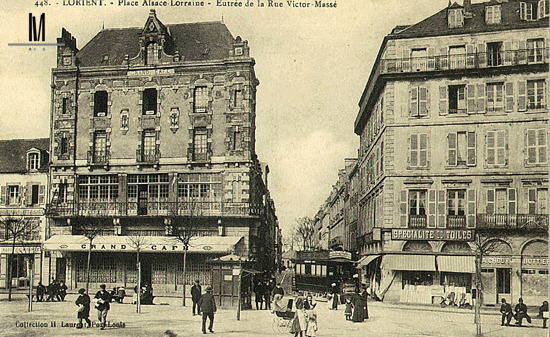 448. - LORIENT. - Place Alsace-Lorraine - Entrée de la Rue Victor-Massé
M
GRAND CAFÉ
SPÉCIALITÉ DE TOILES
Collection H. Laurent, Port-Louis